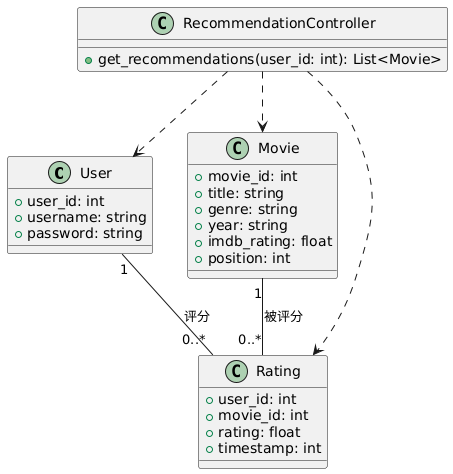 RecommendationController
get_recommendations(user_id: int): List<Movie>
User
user_id: int
username: string
password: string
Movie
movie_id: int
title: string
genre: string
year: string
imdb_rating: float
position: int
1
1
评分
被评分
0..*
0..*
Rating
user_id: int
movie_id: int
rating: float
timestamp: int